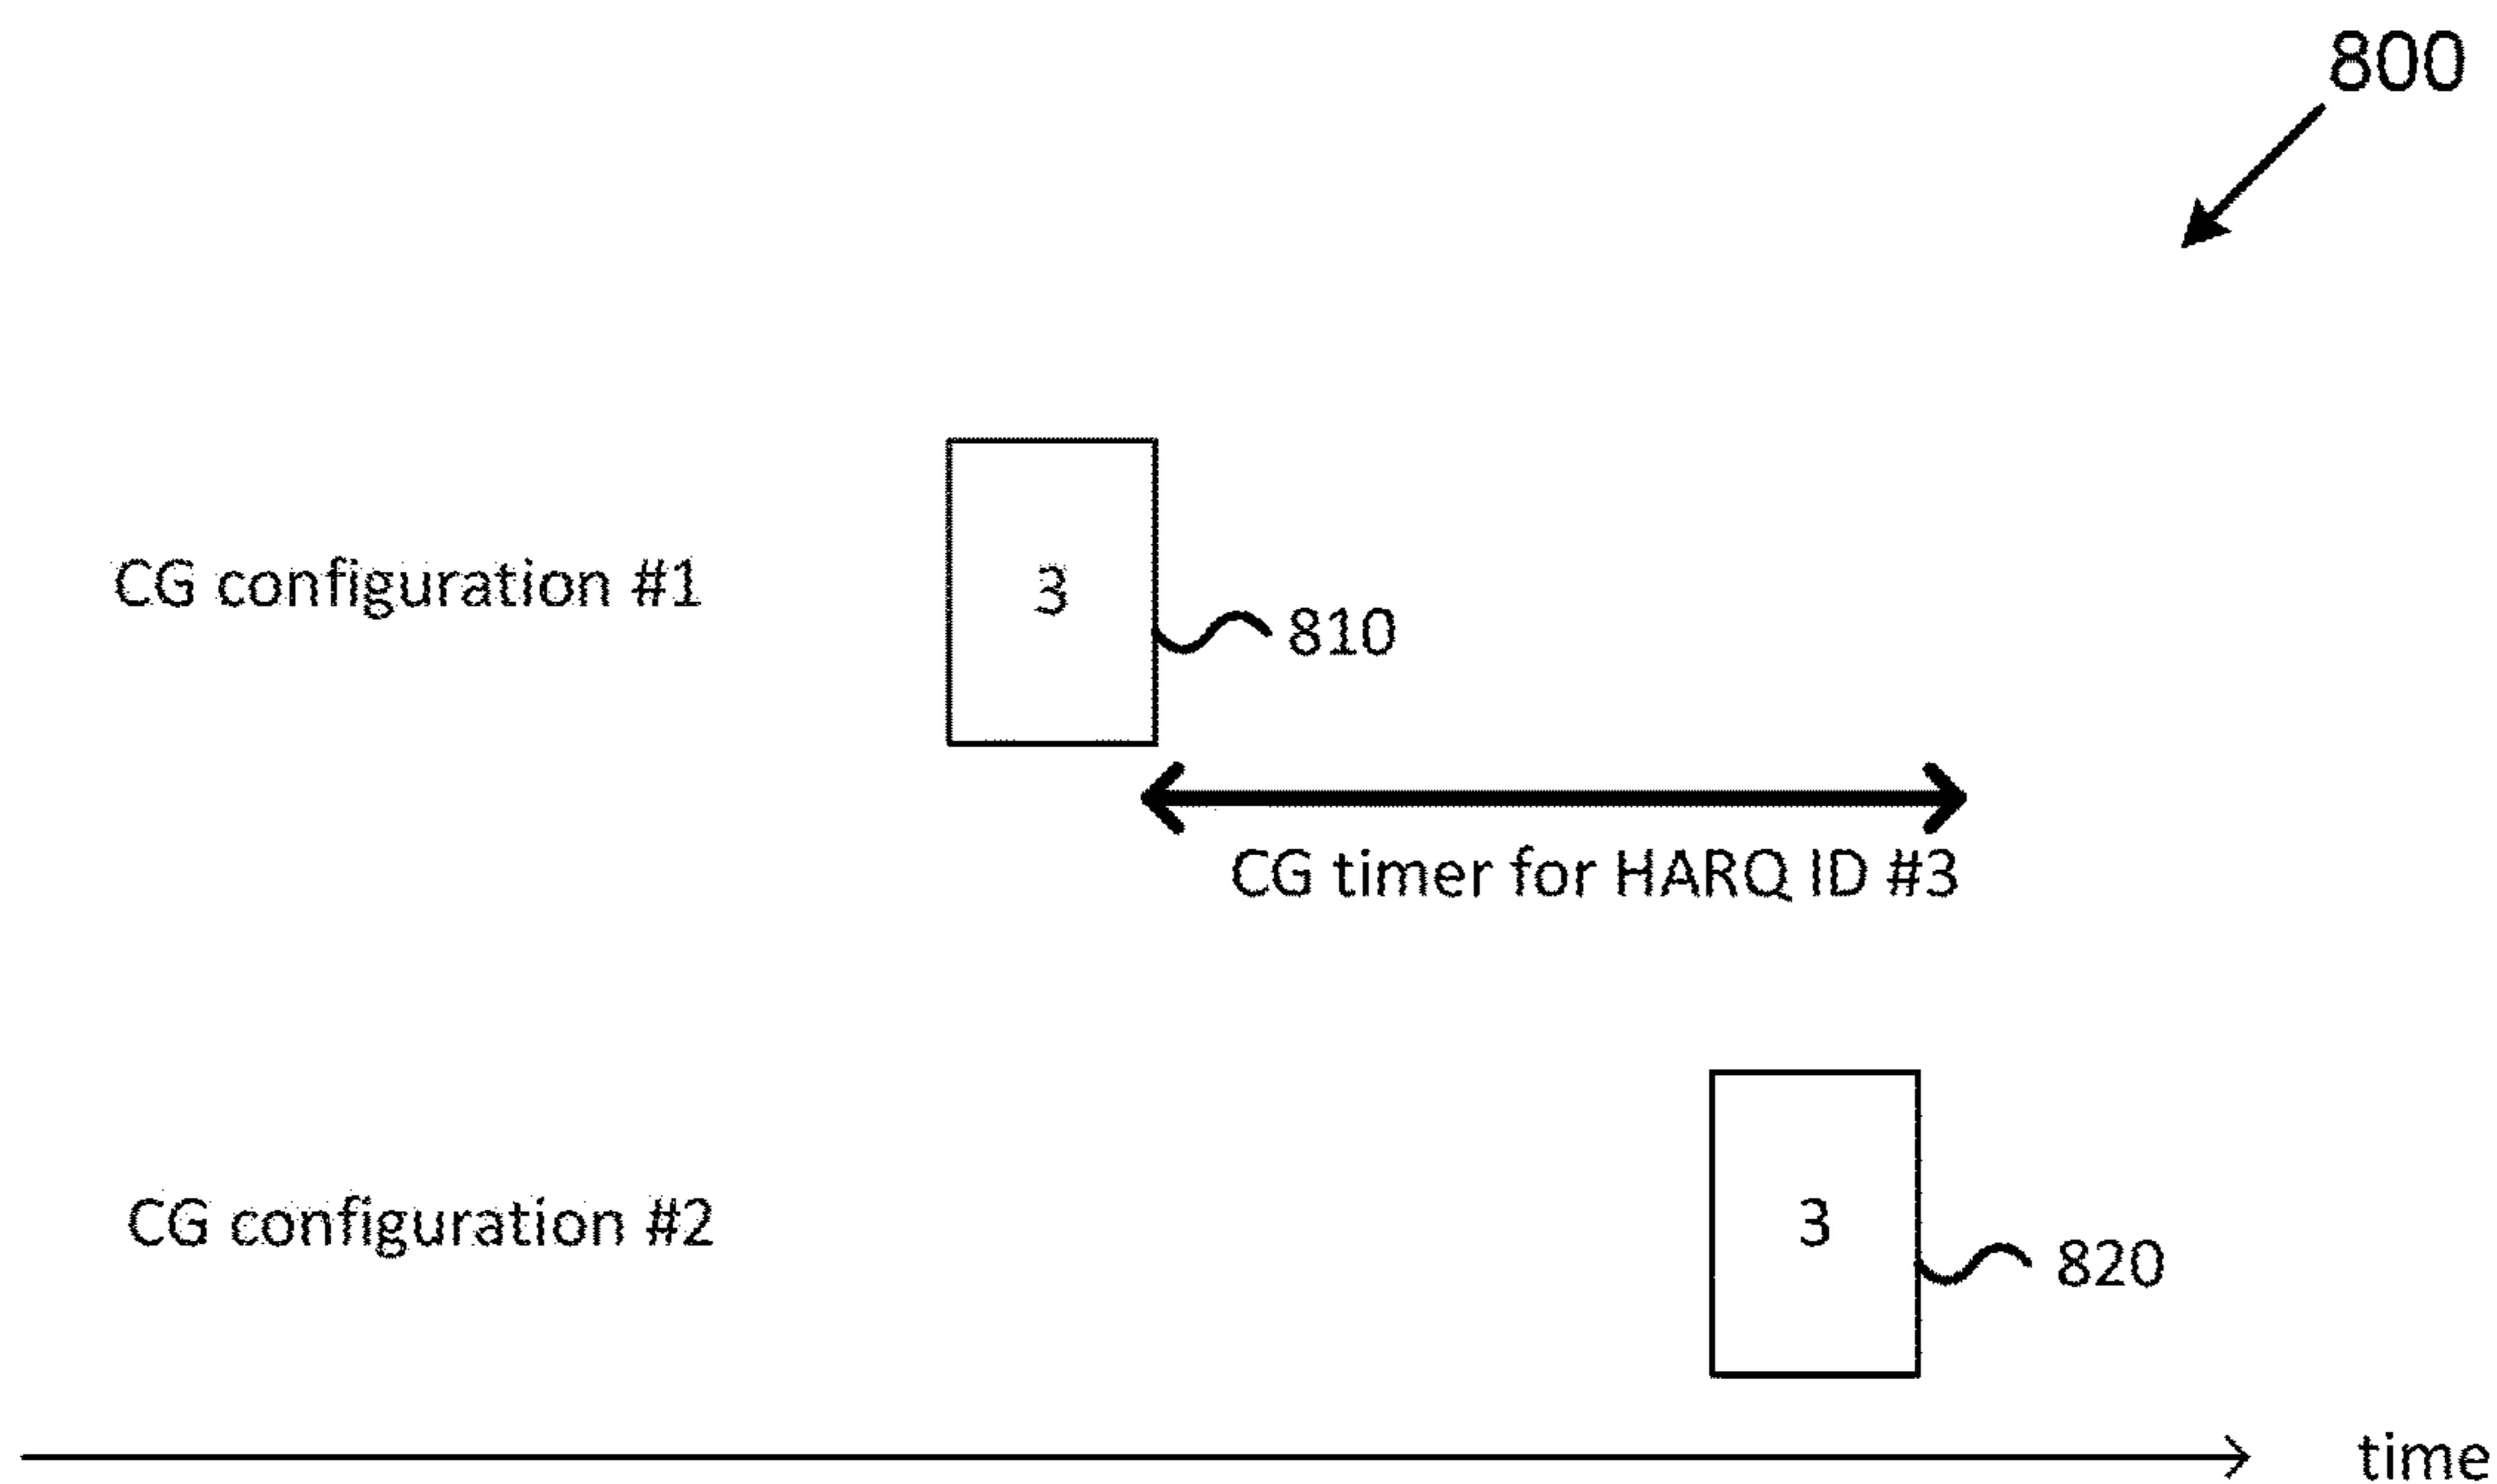 800
CG configuration #1
3
810
CG timer for HARQ ID #3
CG configuration #2
3
820
time